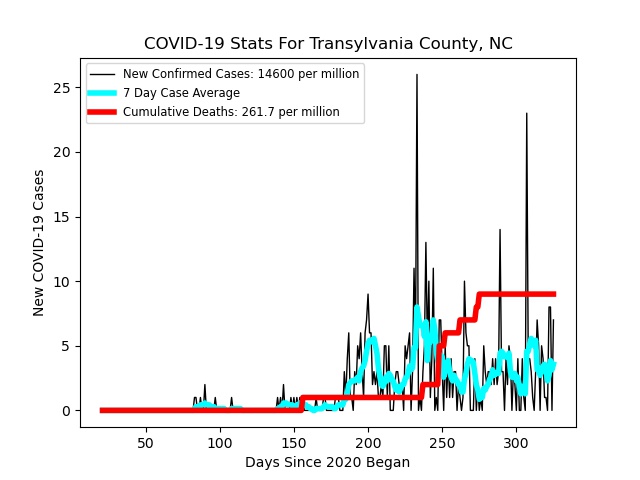 COVID-19 Stats For Transylvania County, NC
New Confirmed Cases: 14600 per million
7 Day Case Average
Cumulative Deaths: 261.7 per million
New COVID-19 Cases
25
20
15
10
5
0
50 100 150 200 250 300
Days Since 2020 Began